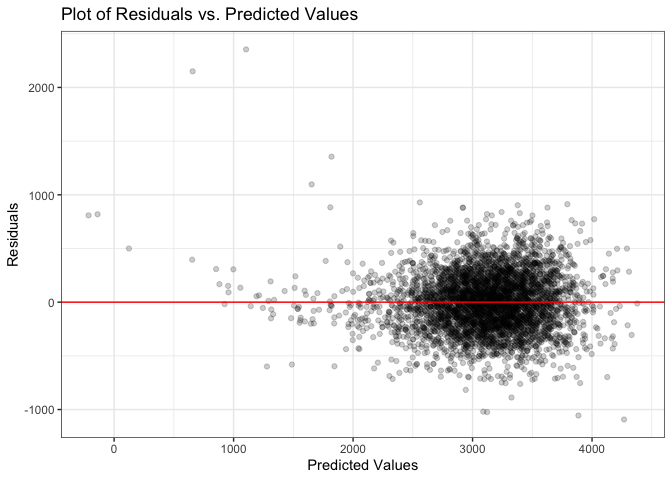 Plot of Residuals vs. Predicted Values
Residuals
2000
1000
0
-1000
0 1000 2000 3000 4000
Predicted Values